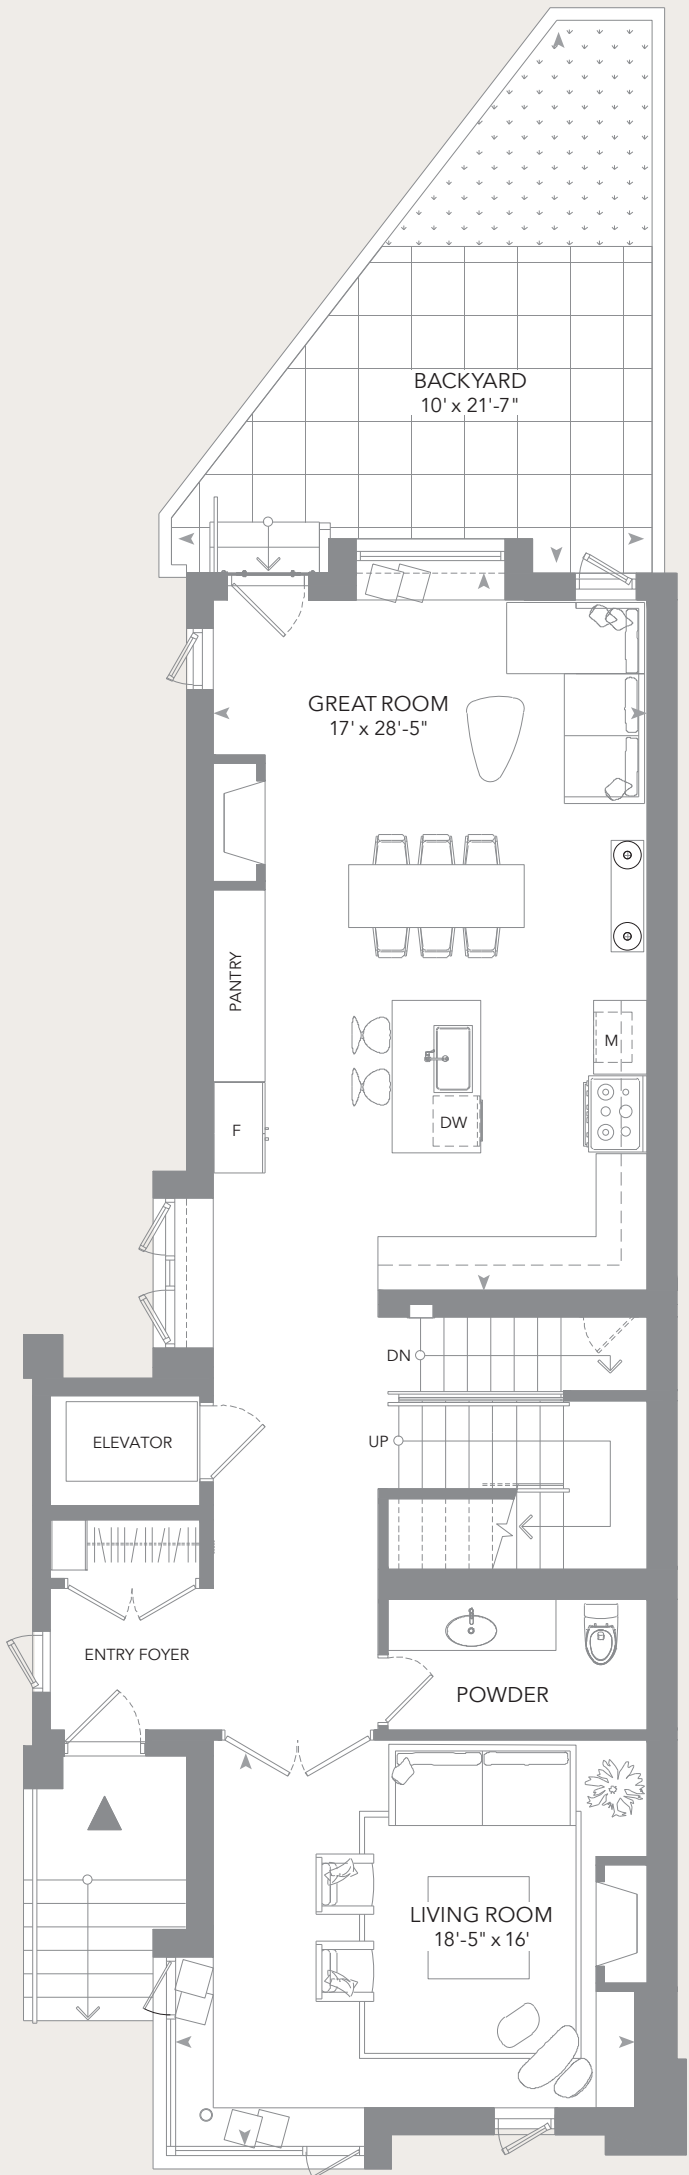 BACKYARD
10' x 21'-7"
GREAT ROOM
17' x 28'-5"
PANTRY
M
F
DW
DN
ELEVATOR
UP
ENTRY FOYER
POWDER
LIVING ROOM
18'-5" x 16'